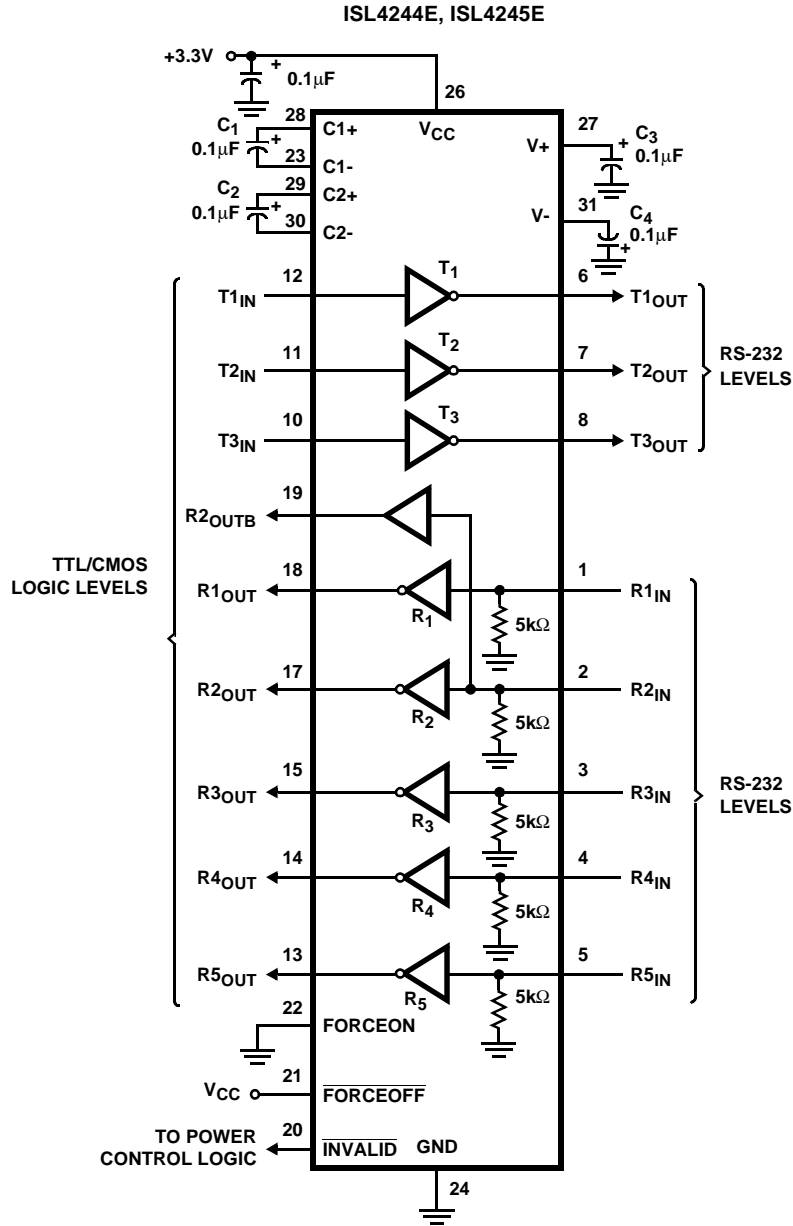 ISL4244E, ISL4245E
+3.3V
+
0.1μF
26
28
C1+
VCC
27
C1
0.1μF
+
V+
+
C3
0.1μF
23
C1-
29
C2
0.1μF
+
C2+
31
C4
0.1μF
+
V-
30
C2-
12
T1
6
T1IN
T1OUT
11
T2
7
RS-232
LEVELS
T2IN
T2OUT
10
T3
8
T3IN
T3OUT
19
R2OUTB
TTL/CMOS
LOGIC LEVELS
18
1
R1OUT
R1IN
R1
5kΩ
17
2
R2OUT
R2IN
R2
5kΩ
15
3
R3OUT
R3IN
RS-232
LEVELS
R3
5kΩ
14
4
R4OUT
R4IN
R4
5kΩ
13
5
R5OUT
R5IN
R5
5kΩ
22
FORCEON
21
VCC
FORCEOFF
20
TO POWER
CONTROL LOGIC
INVALID
GND
24